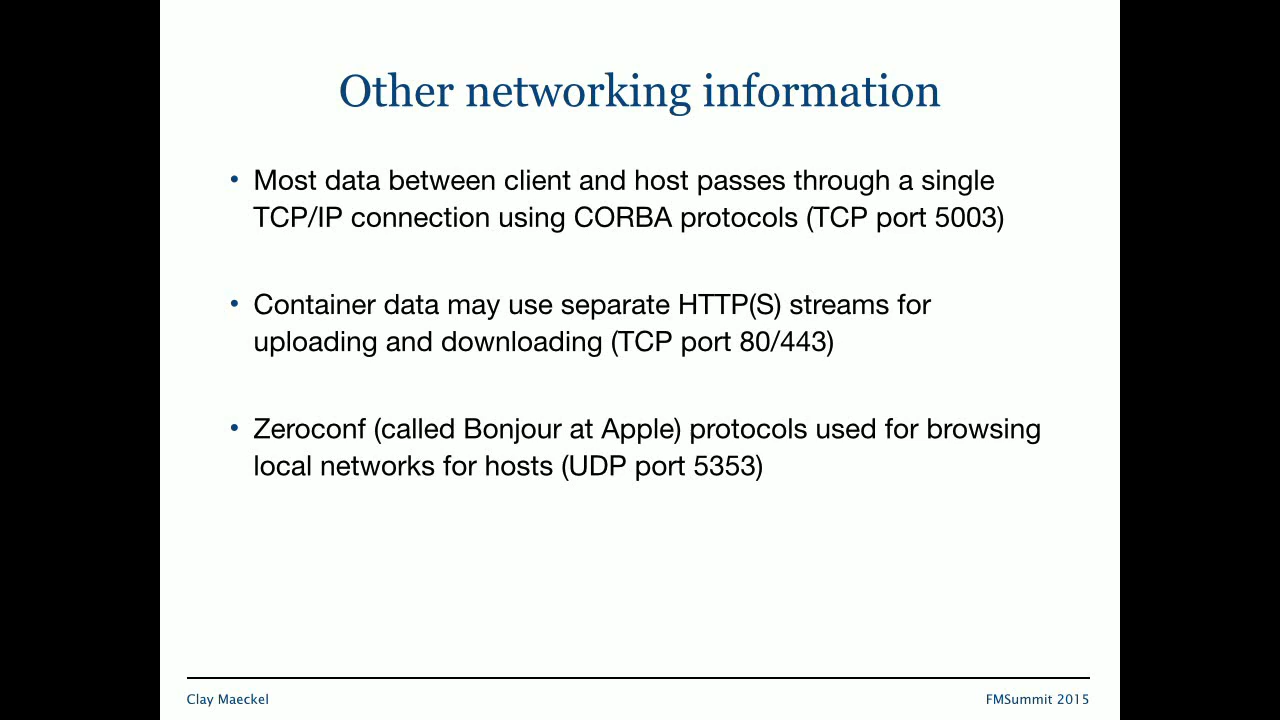 Other networking information
• Most data between client and host passes through a single
TCP/IP connection using CORBA protocols (TCP port 5003)
• Container data may use separate HTTP(S) streams for
uploading and downloading (TCP port 80/443)
• Zeroconf (called Bonjour at Apple) protocols used for browsing
local networks for hosts (UDP port 5353)
Clay Maeckel
FMSummit 2015